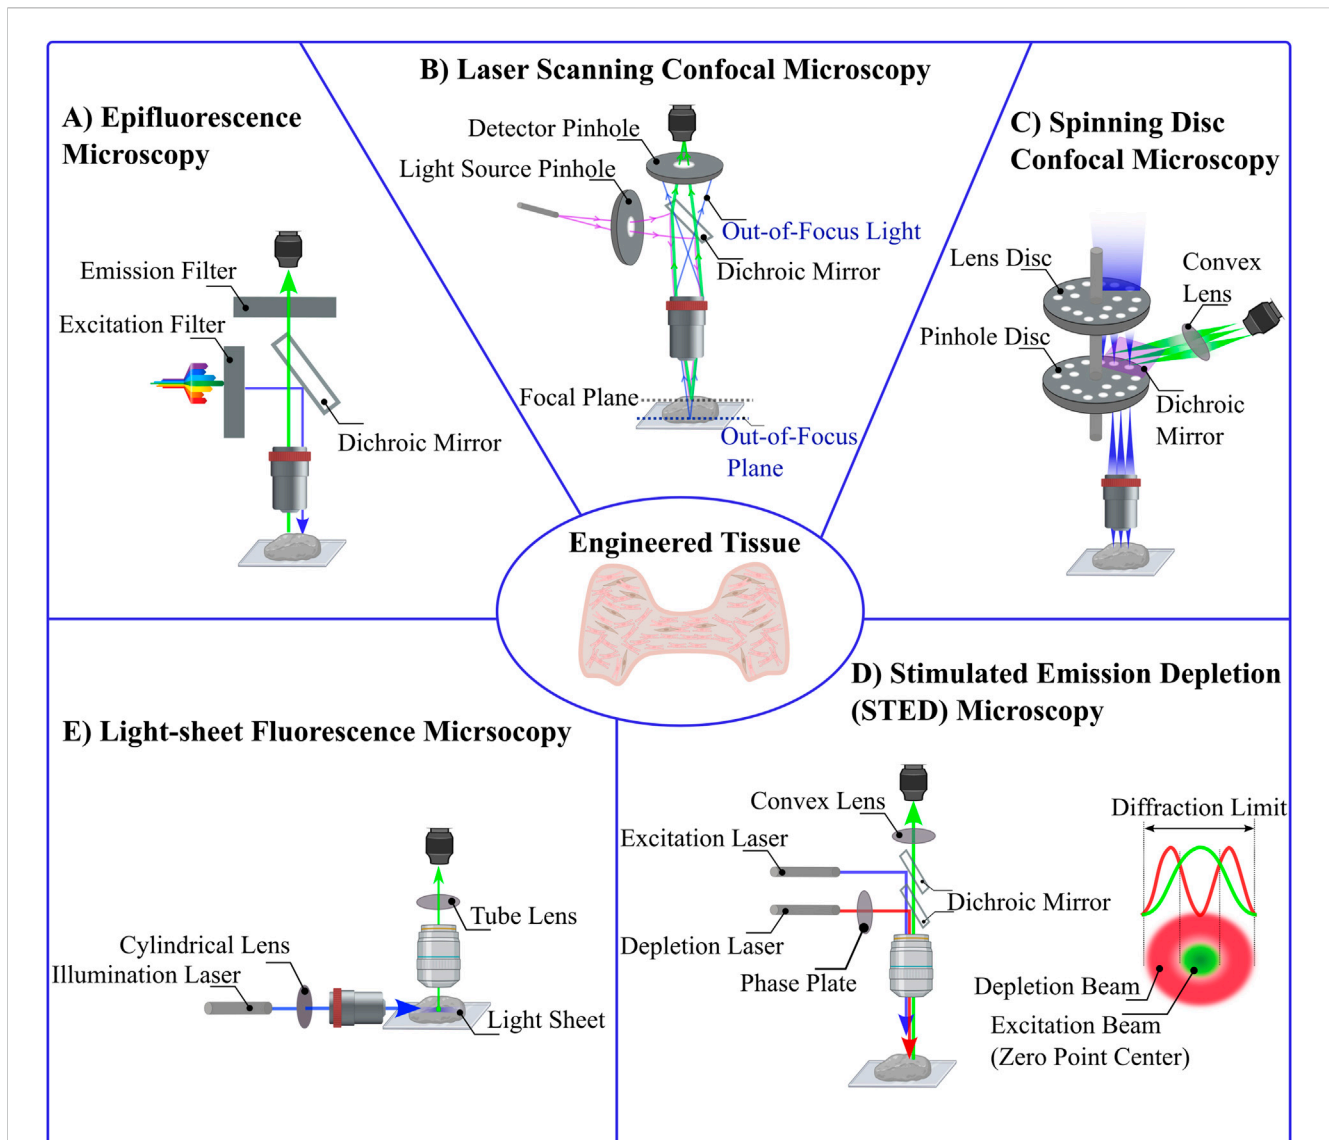 A) Epifluorescence
Microscopy
Emission Filter
Excitation Filter
Dichroic Mirror
B) Laser Scanning Confocal Microscopy
Detector Pinhole
Light Source Pinhole
Out-of-Focus Light
Dichroic Mirror
Focal Plane
Out-of-Focus
Plane
C) Spinning Disc
Confocal Microscopy
Lens Disc
Convex
Lens
Pinhole Disc
Dichroic
Mirror
Engineered Tissue
D) Stimulated Emission Depletion
(STED) Microscopy
Convex Lens
Excitation Laser
Dichroic Mirror
Depletion Laser
Phase Plate
Diffraction Limit
Depletion Beam
Excitation Beam
(Zero Point Center)
E) Light-sheet Fluorescence Micrsocopy
Tube Lens
Cylindrical Lens
Illumination Laser
Light Sheet